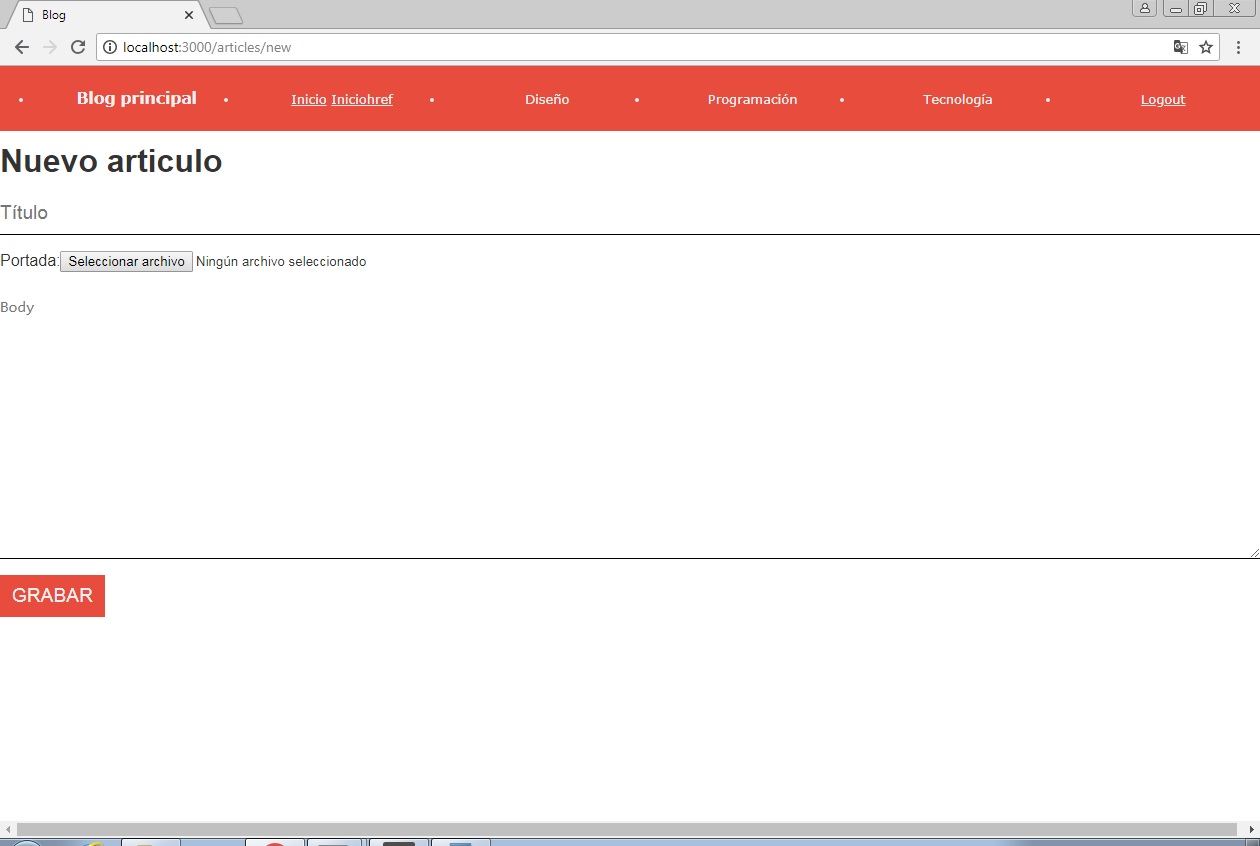 Blog
localhost:3000/articles/new
Blog principal Inicio Iniciohref Diseño Programación Tecnología Logout
Nuevo articulo
Título
Portada: Seleccionar archivo Ningún archivo seleccionado
Body
GRABAR